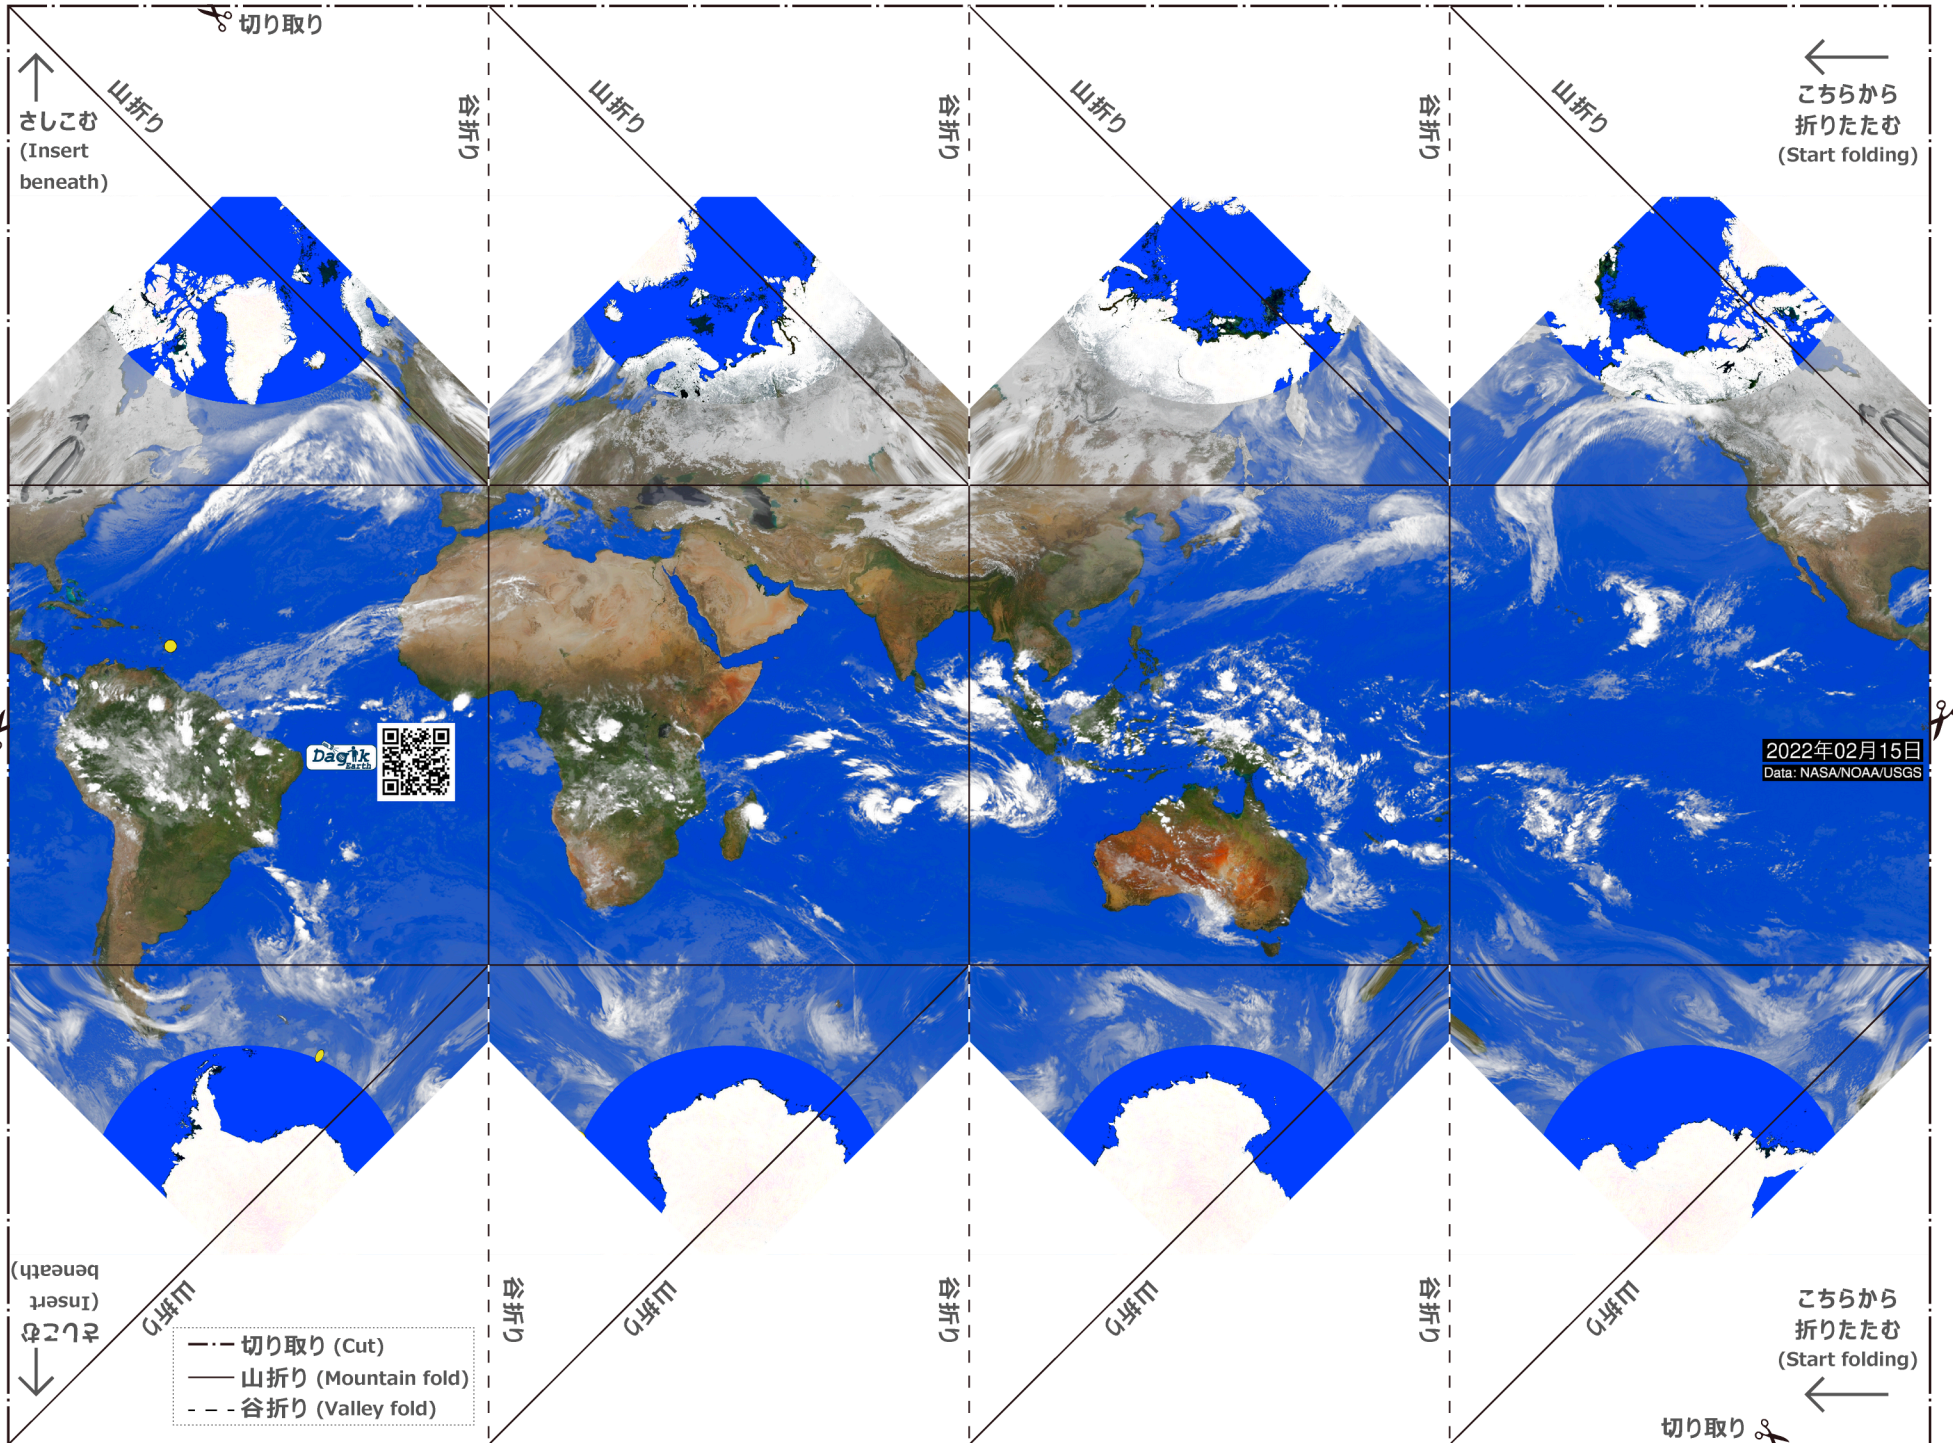 切り取り
さしこむ
(Insert
beneath)
山折り
谷折り
山折り
谷折り
山折り
谷折り
山折り
こちらから
折りたたむ
(Start folding)
Dagik
Earth
2022年02月15日
Data: NASA/NOAA/USGS
さしこむ
(Insert
beneath)
山折り
谷折り
山折り
谷折り
山折り
谷折り
山折り
こちらから
折りたたむ
(Start folding)
切り取り (Cut)
山折り (Mountain fold)
谷折り (Valley fold)
切り取り